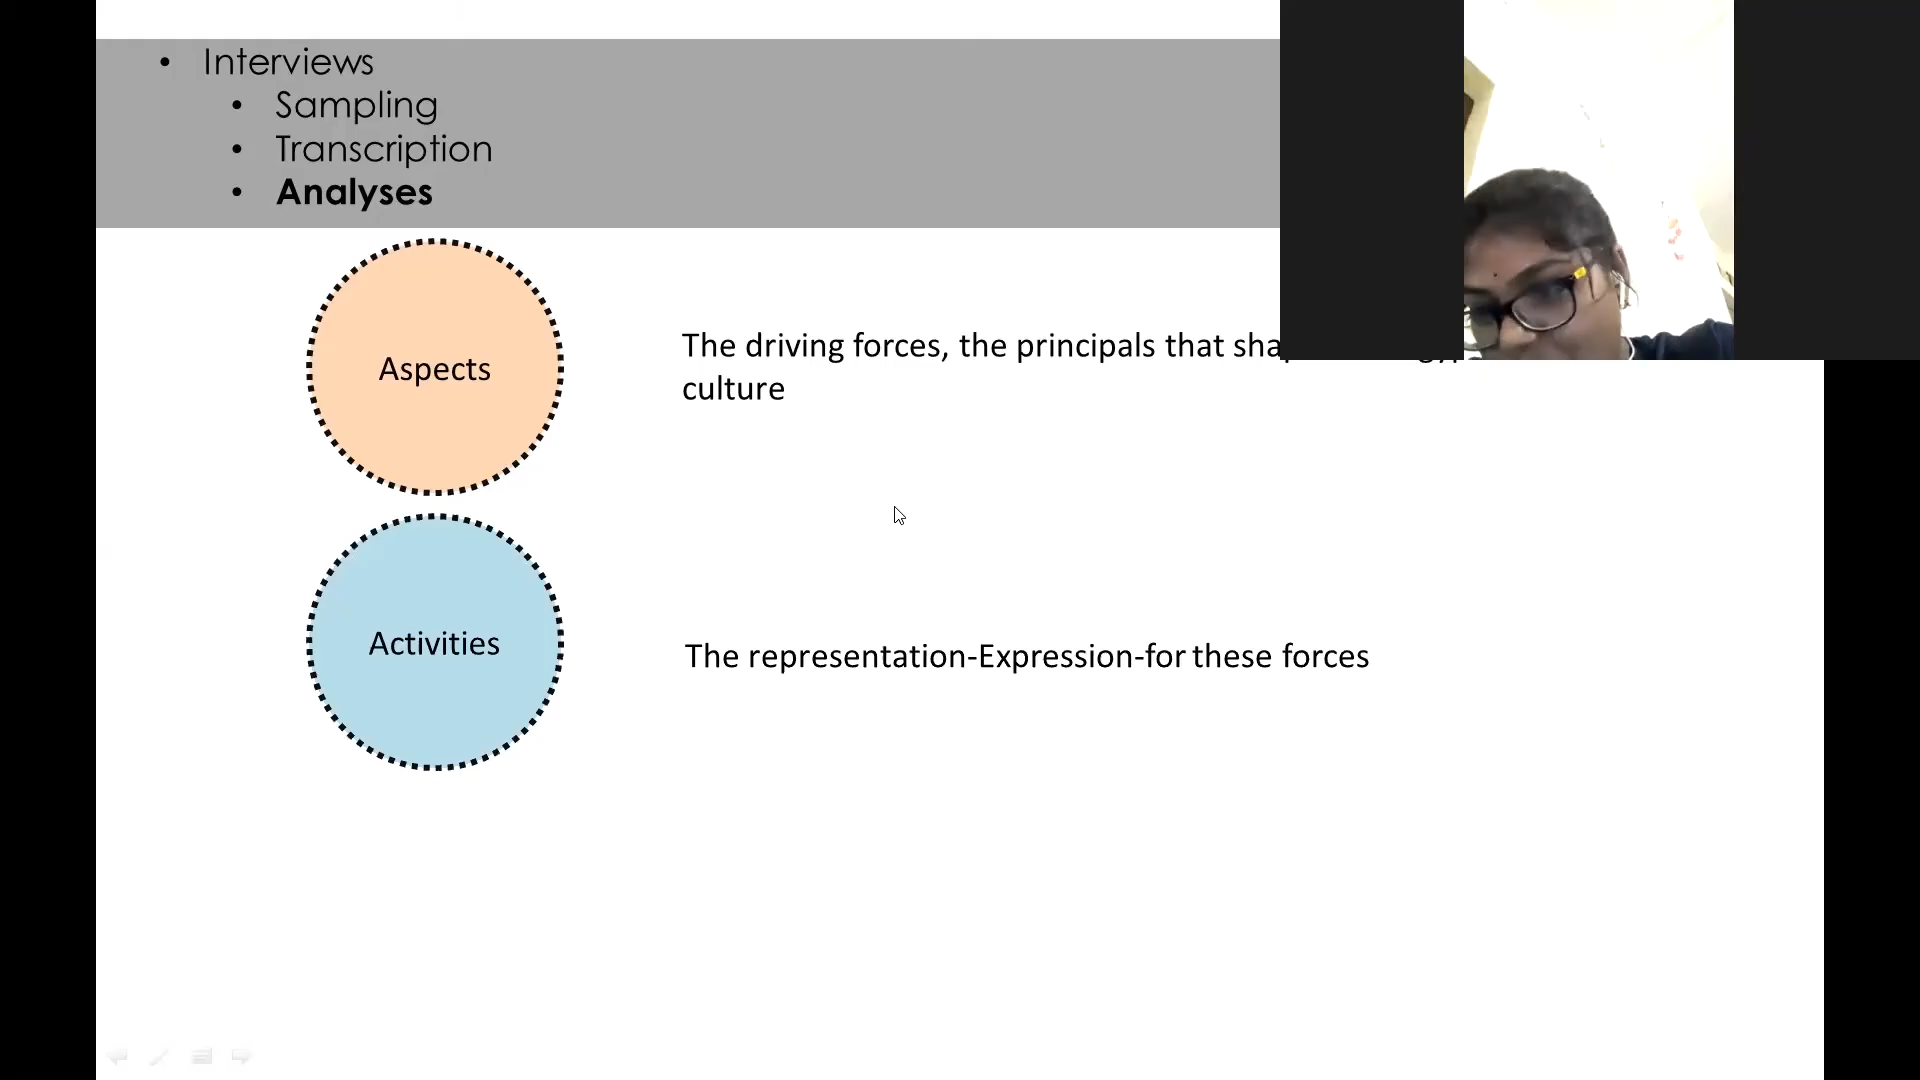 • Interviews
• Sampling
• Transcription
• Analyses
Aspects
The driving forces, the principals that
culture
Activities
The representation-Expression-for these forces